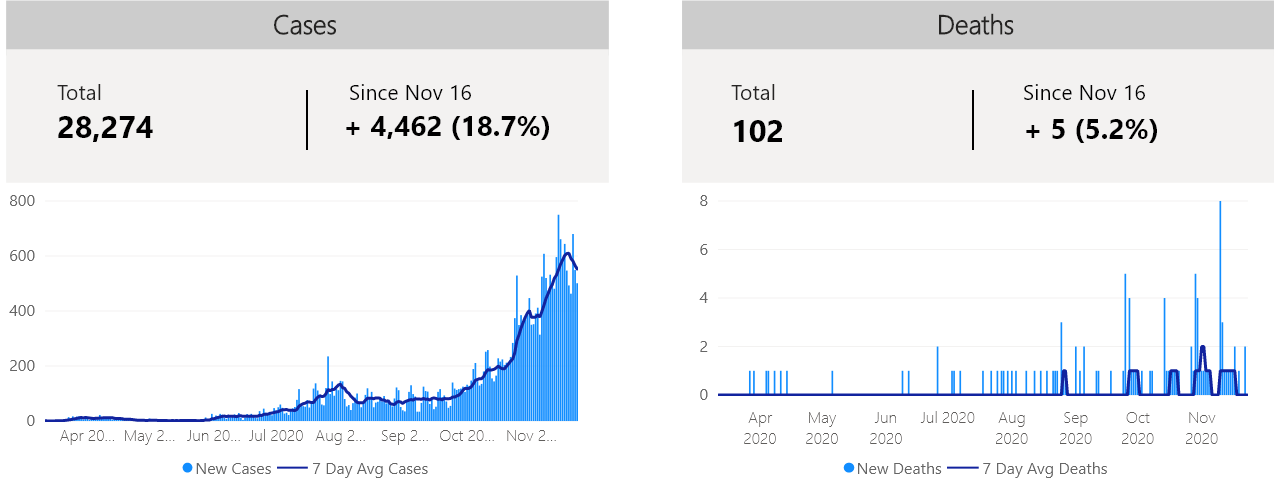 Cases
Total
28,274
Since Nov 16
+ 4,462 (18.7%)
800
600
400
200
0
Apr 20... May 2... Jun 20... Jul 2020 Aug 2... Sep 2... Oct 20... Nov 2...
New Cases 7 Day Avg Cases
Deaths
Total
102
Since Nov 16
+ 5 (5.2%)
8
6
4
2
0
Apr May Jun Jul 2020 Aug Sep Oct Nov
2020 2020 2020 2020 2020 2020 2020
New Deaths 7 Day Avg Deaths